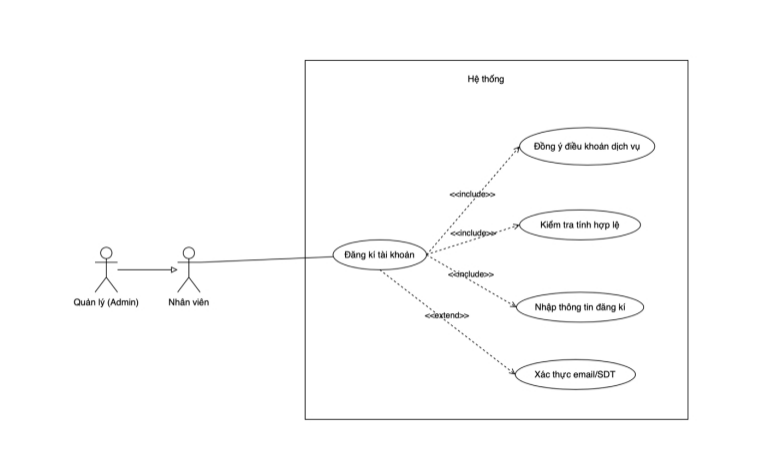 Hệ thống
Đồng ý điều khoản dịch vụ
<<include>>
Kiểm tra tính hợp lệ
<<include>>
Đăng kí tài khoản
<<include>>
Quản lý (Admin)
Nhân viên
Nhập thông tin đăng kí
<<extend>>
Xác thực email/SDT